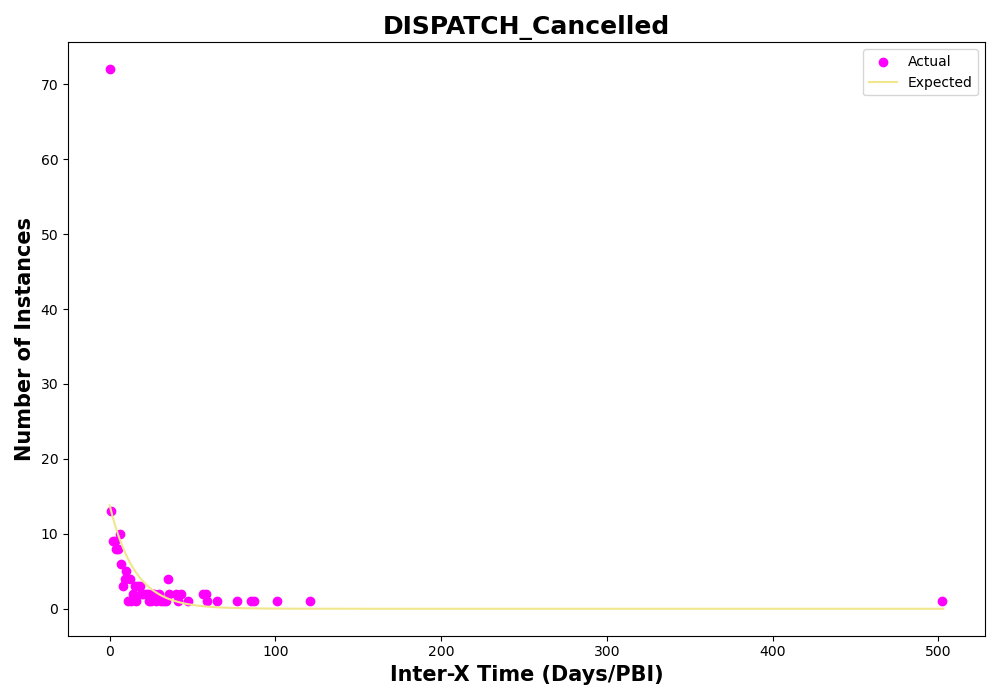 DISPATCH_Cancelled
Actual
Expected
Number of Instances
70
60
50
40
30
20
10
0
0 100 200 300 400 500
Inter-X Time (Days/PBI)